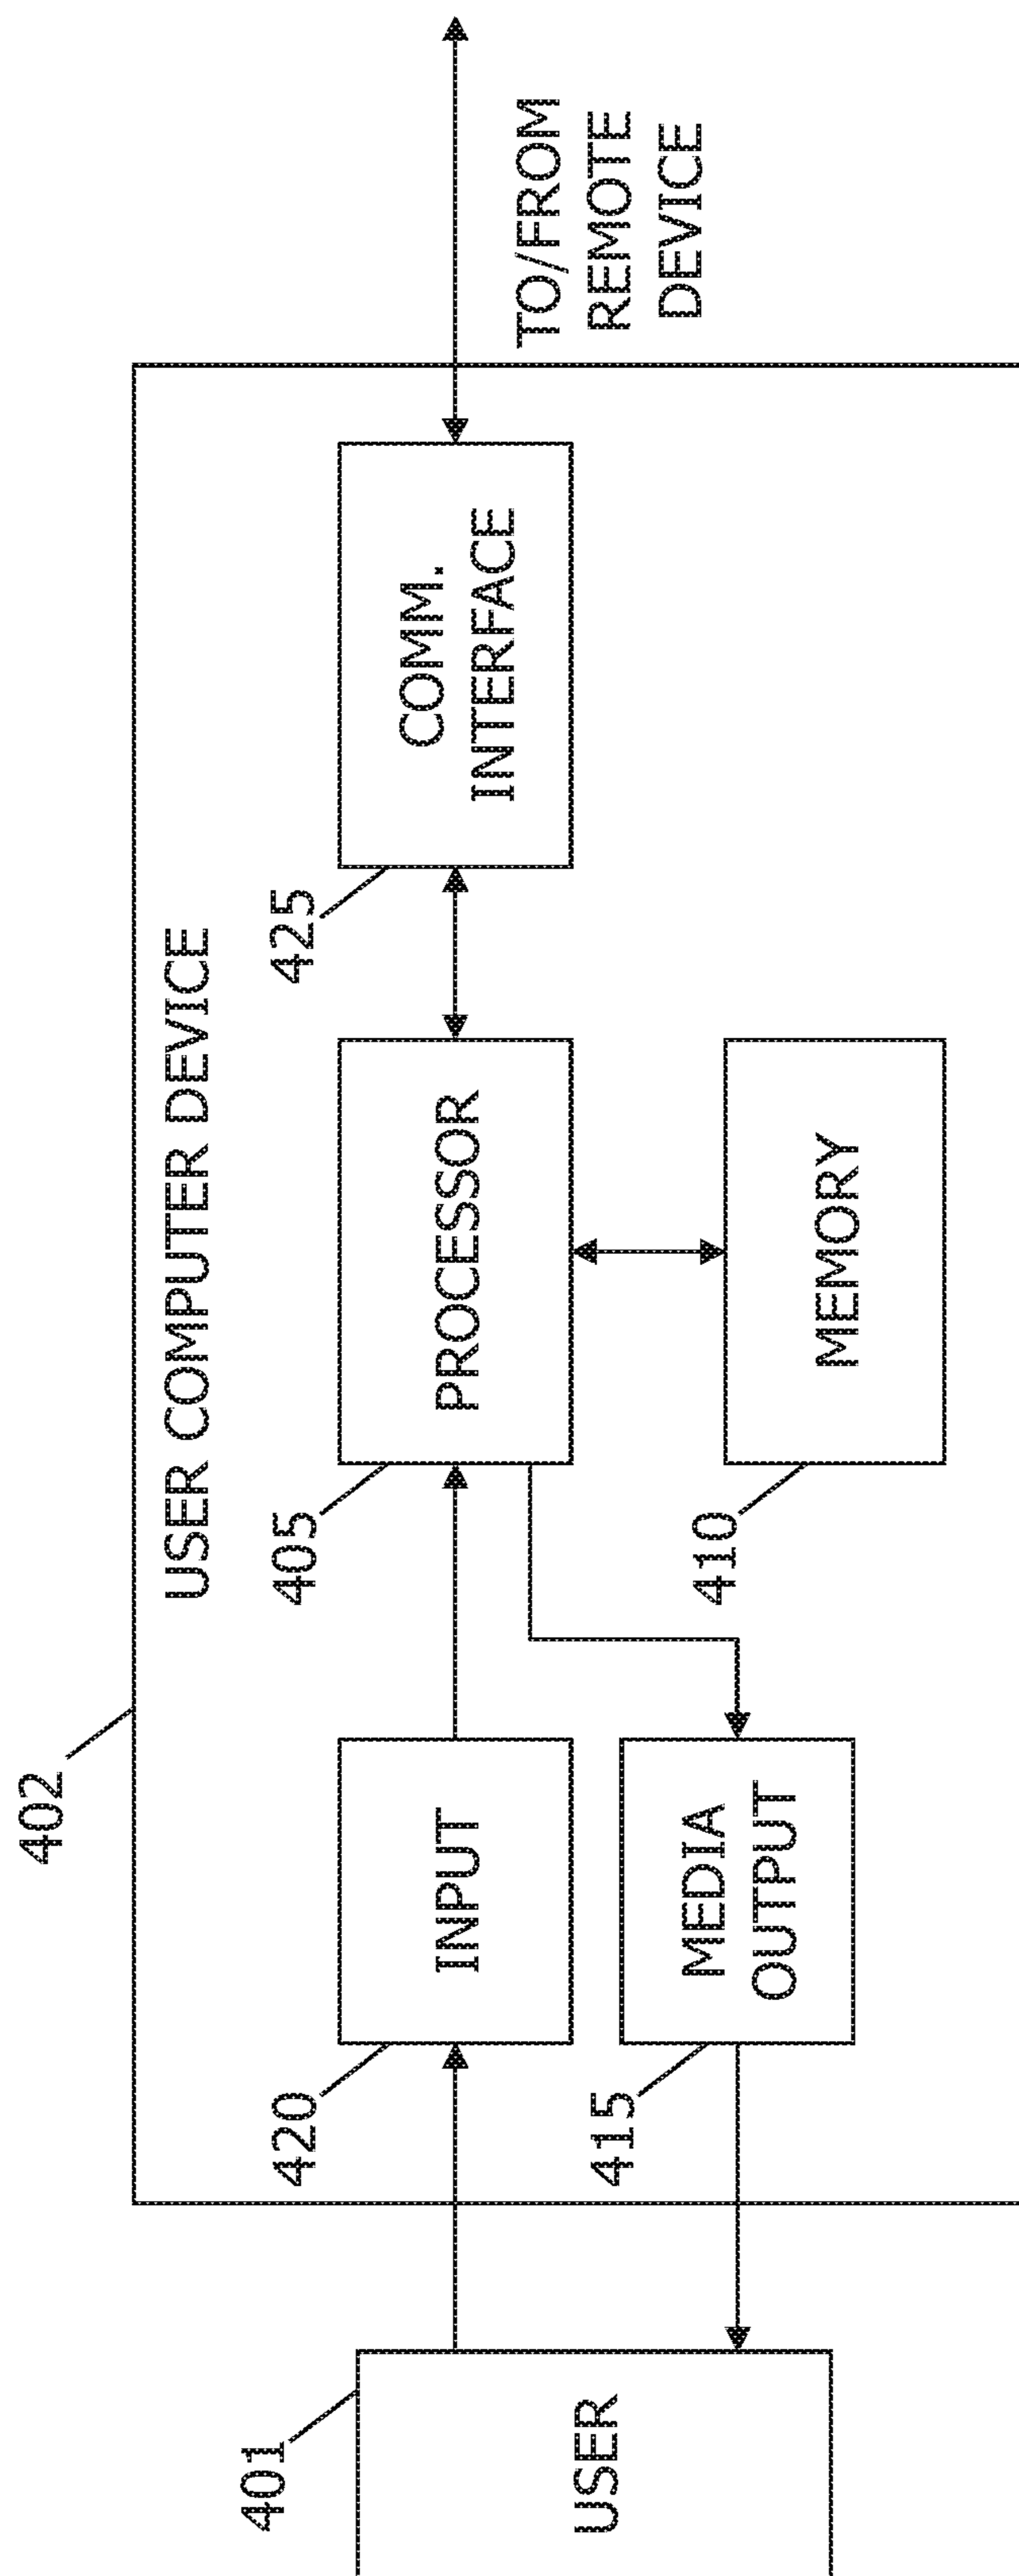 402
USER COMPUTER DEVICE
401
USER
420
INPUT
415
MEDIA
OUTPUT
405
PROCESSOR
410
MEMORY
425
COMM.
INTERFACE
TO/FROM
REMOTE
DEVICE